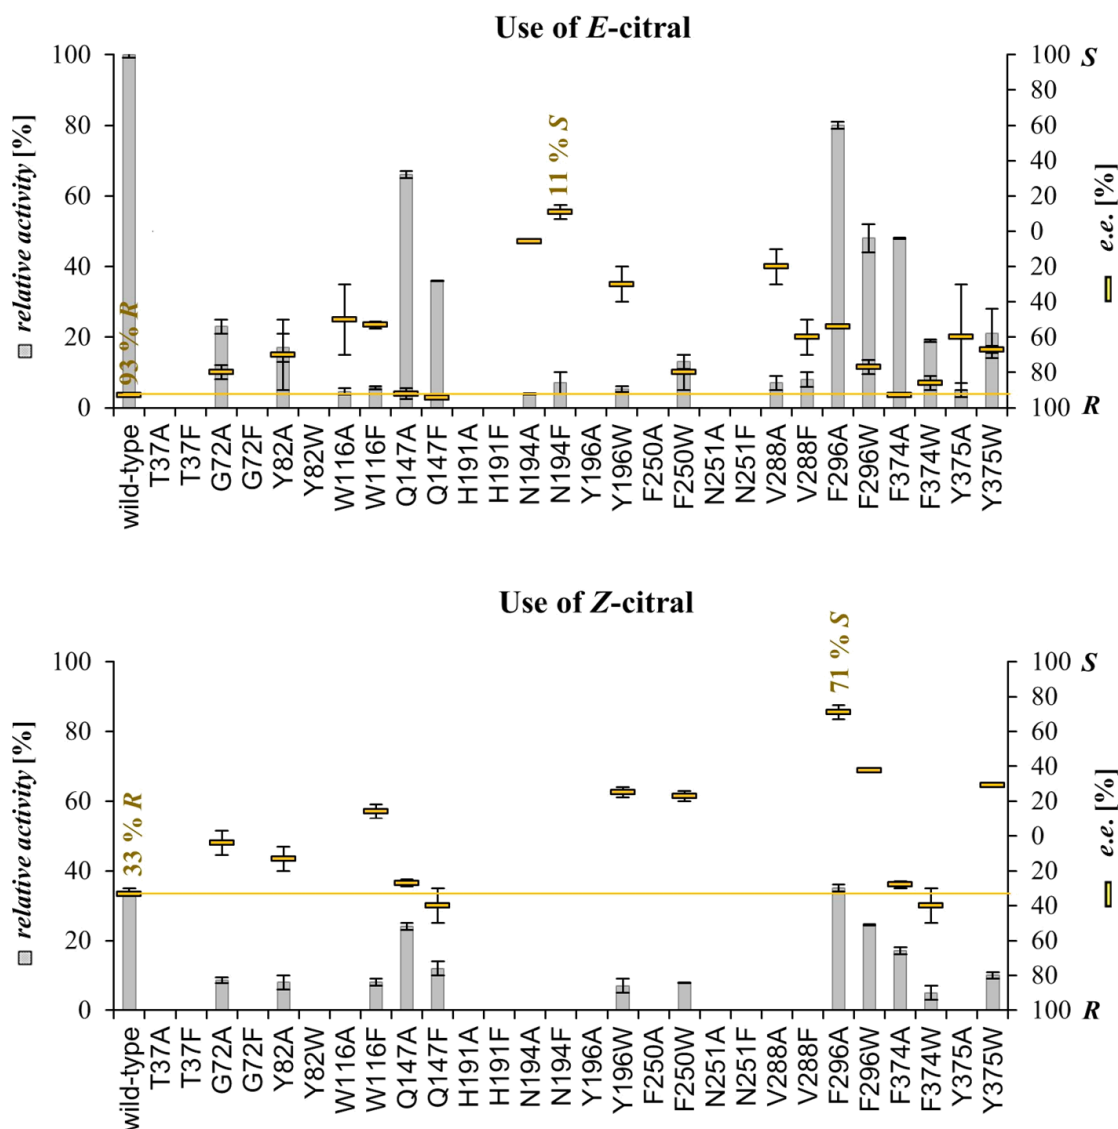 Use of E-citral
relative activity [%]
100
80
60
40
20
0
93 % R
11 % S
100 S
80
60
40
20
0
20
40
60
80
100 R
e.e. [%]
wild-type
T37A
T37F
G72A
G72F
Y82A
Y82W
W116A
W116F
Q147A
Q147F
H191A
H191F
N194A
N194F
Y196A
Y196W
F250A
F250W
N251A
N251F
V288A
V288F
F296A
F296W
F374A
F374W
Y375A
Y375W
Use of Z-citral
relative activity [%]
100
80
60
40
20
0
33 % R
71 % S
100 S
80
60
40
20
0
20
40
60
80
100 R
e.e. [%]
wild-type
T37A
T37F
G72A
G72F
Y82A
Y82W
W116A
W116F
Q147A
Q147F
H191A
H191F
N194A
N194F
Y196A
Y196W
F250A
F250W
N251A
N251F
V288A
V288F
F296A
F296W
F374A
F374W
Y375A
Y375W